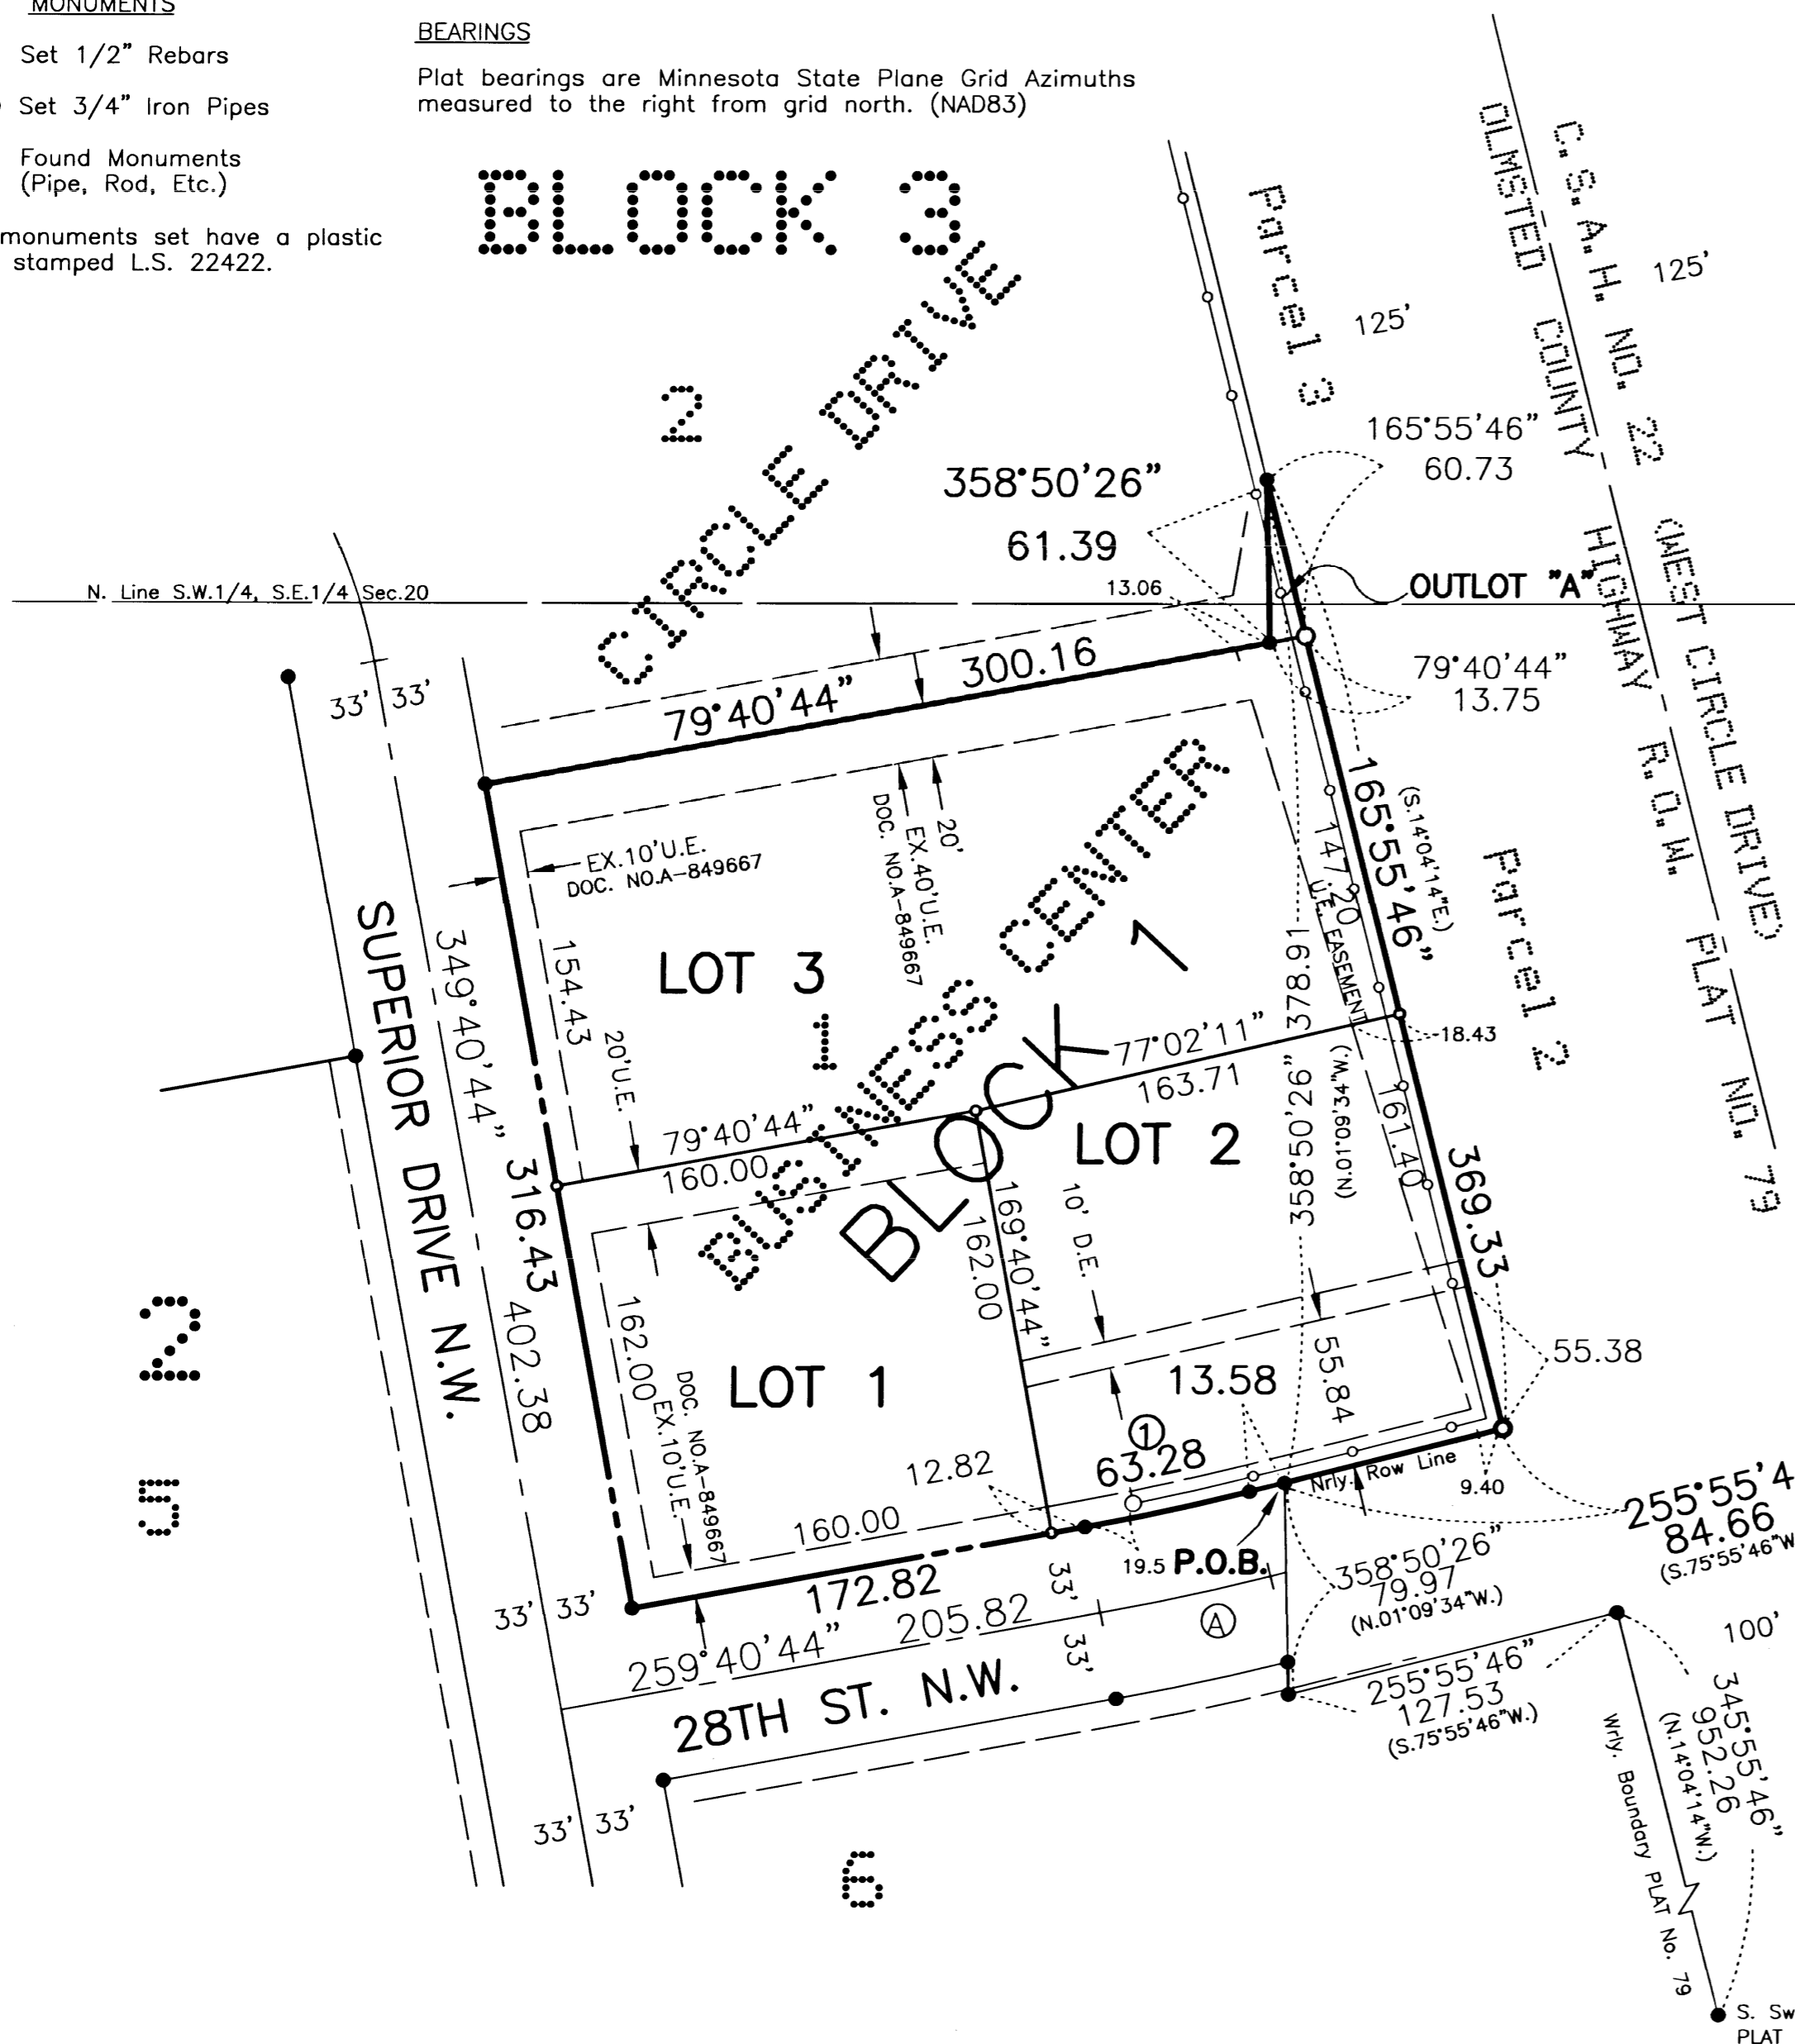 MONUMENTS
Set 1/2" Rebars
Set 3/4" Iron Pipes
Found Monuments
(Pipe, Rod, Etc.)
monuments set have a plastic
stamped L.S. 22422.
BEARINGS
Plat bearings are Minnesota State Plane Grid Azimuths
measured to the right from grid north. (NAD83)
BLOCK 3
CIRCLE DRIVE
2
Parcel 3
125'
125'
C.S.A.H. NO. 22 (WEST CIRCLE DRIVE)
OLMSTED COUNTY HIGHWAY R.O.W. PLAT NO. 79
165°55'46"
60.73
358°50'26"
61.39
13.06
OUTLOT "A"
N. Line S.W.1/4, S.E.1/4 Sec.20
79°40'44"
13.75
33' 33'
79°40'44" 300.16
165°55'46"
(S.14°04'14"E.)
147.20
U.E. EASEMENT
Parcel 2
EX.10'U.E.
DOC. NO.A-849667
20'
EX.40'U.E.
DOC. NO.A-849667
BUSINESS CENTER
BLOCK 1
LOT 3
1
SUPERIOR DRIVE N.W.
349°40'44"
154.43
20'U.E.
358°50'26" 378.91
(N.01°09'34"W.)
18.43
77°02'11"
163.71
79°40'44"
160.00
LOT 2
161.40
369.33
316.43
402.38
169°40'44"
162.00
10' D.E.
162.00
EX.10'U.E.
DOC. NO.A-849667
LOT 1
2
5
55.84
55.38
13.58
1
63.28
12.82
160.00
Nrly. Row Line
9.40
255°55'4
84.66
(S.75°55'46"W
19.5
P.O.B.
172.82
33'
33'
358°50'26"
79.97
(N.01°09'34"W.)
33' 33'
259°40'44" 205.82
A
28TH ST. N.W.
255°55'46"
127.53
(S.75°55'46"W.)
100'
345°55'46"
952.26
(N.14°04'14"W.)
Wrly. Boundary PLAT No. 79
33' 33'
6
S. Sw
PLAT